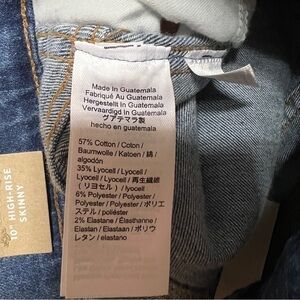 Made In Guatemala
Fabriqué Au Guatemala
Hergestellt In Guatemala
Vervaardigd In Guatemala
グアテマラ製
hecho en guatemala
57% Cotton / Coton /
Baumwolle / Katoen / 綿 /
algodón
35% Lyocell / Lyocell /
Lyocell / Lyocell / 再生繊維
(リヨセル) / lyocell
6% Polyester / Polyester /
Polyester / Polyester / ポリエ
ステル / poliéster
2% Elastane / Élasthanne /
Elastan / Elastaan / ポリウ
レタン / elastano
10" HIGH-RISE
SKINNY